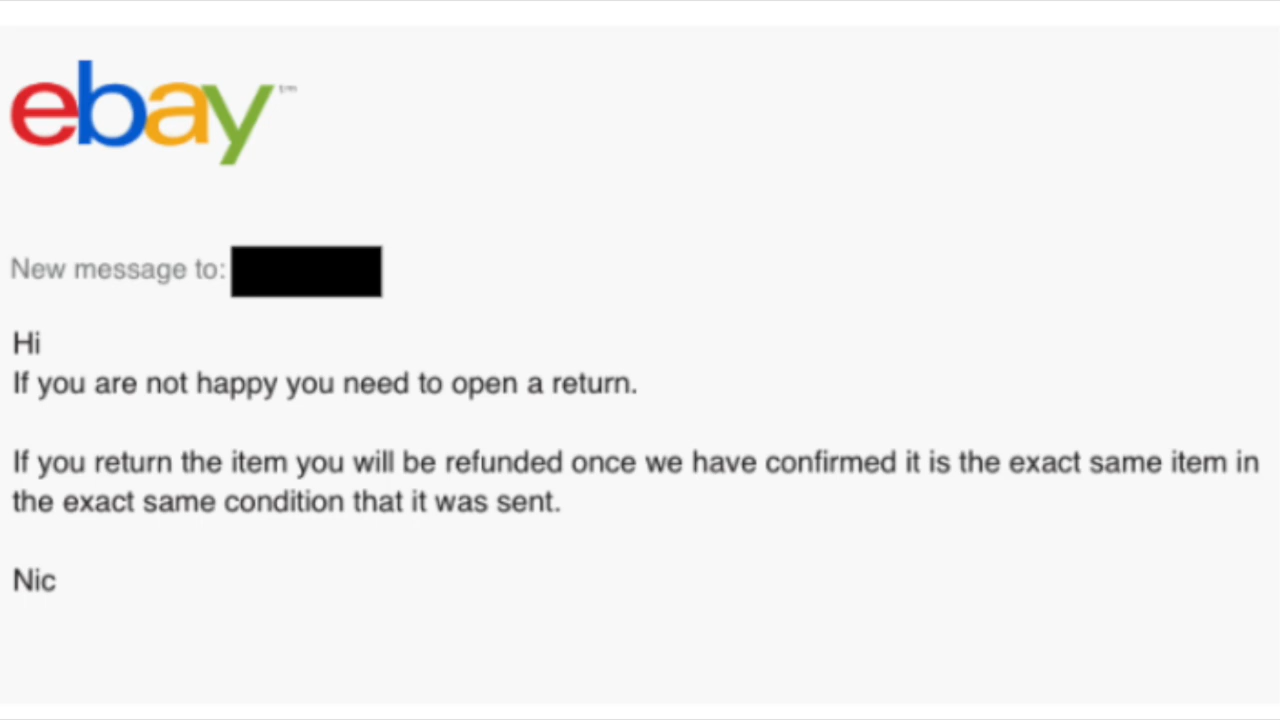 ebay™
New message to:
Hi
If you are not happy you need to open a return.
If you return the item you will be refunded once we have confirmed it is the exact same item in
the exact same condition that it was sent.
Nic